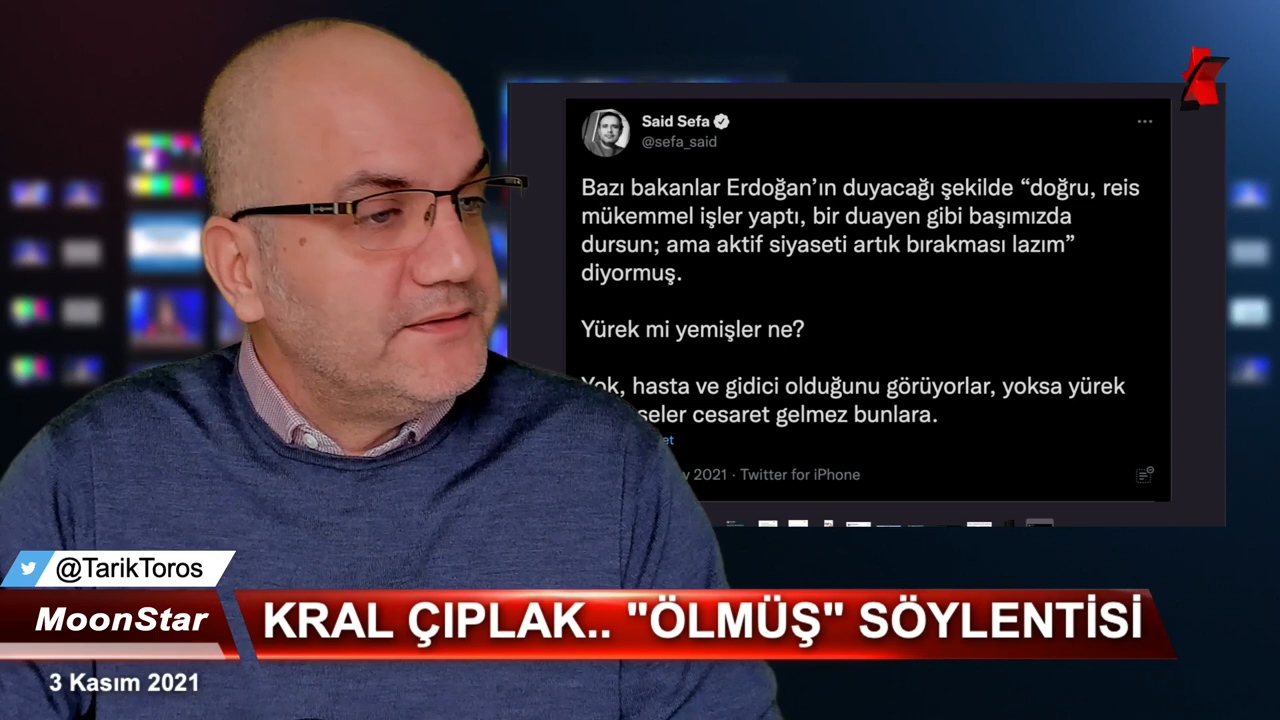 Said Sefa
@sefa_said
Bazı bakanlar Erdoğan’ın duyacağı şekilde “doğru, reis
mükemmel işler yaptı, bir duayen gibi başımızda
dursun; ama aktif siyaseti artık bırakması lazım”
diyormuş.
Yürek mi yemişler ne?
Yok, hasta ve gidici olduğunu görüyorlar, yoksa yürek
seler cesaret gelmez bunlara.
2021 · Twitter for iPhone
@TarikToros
MoonStar
KRAL ÇIPLAK.. "ÖLMÜŞ" SÖYLENTİSİ
3 Kasım 2021